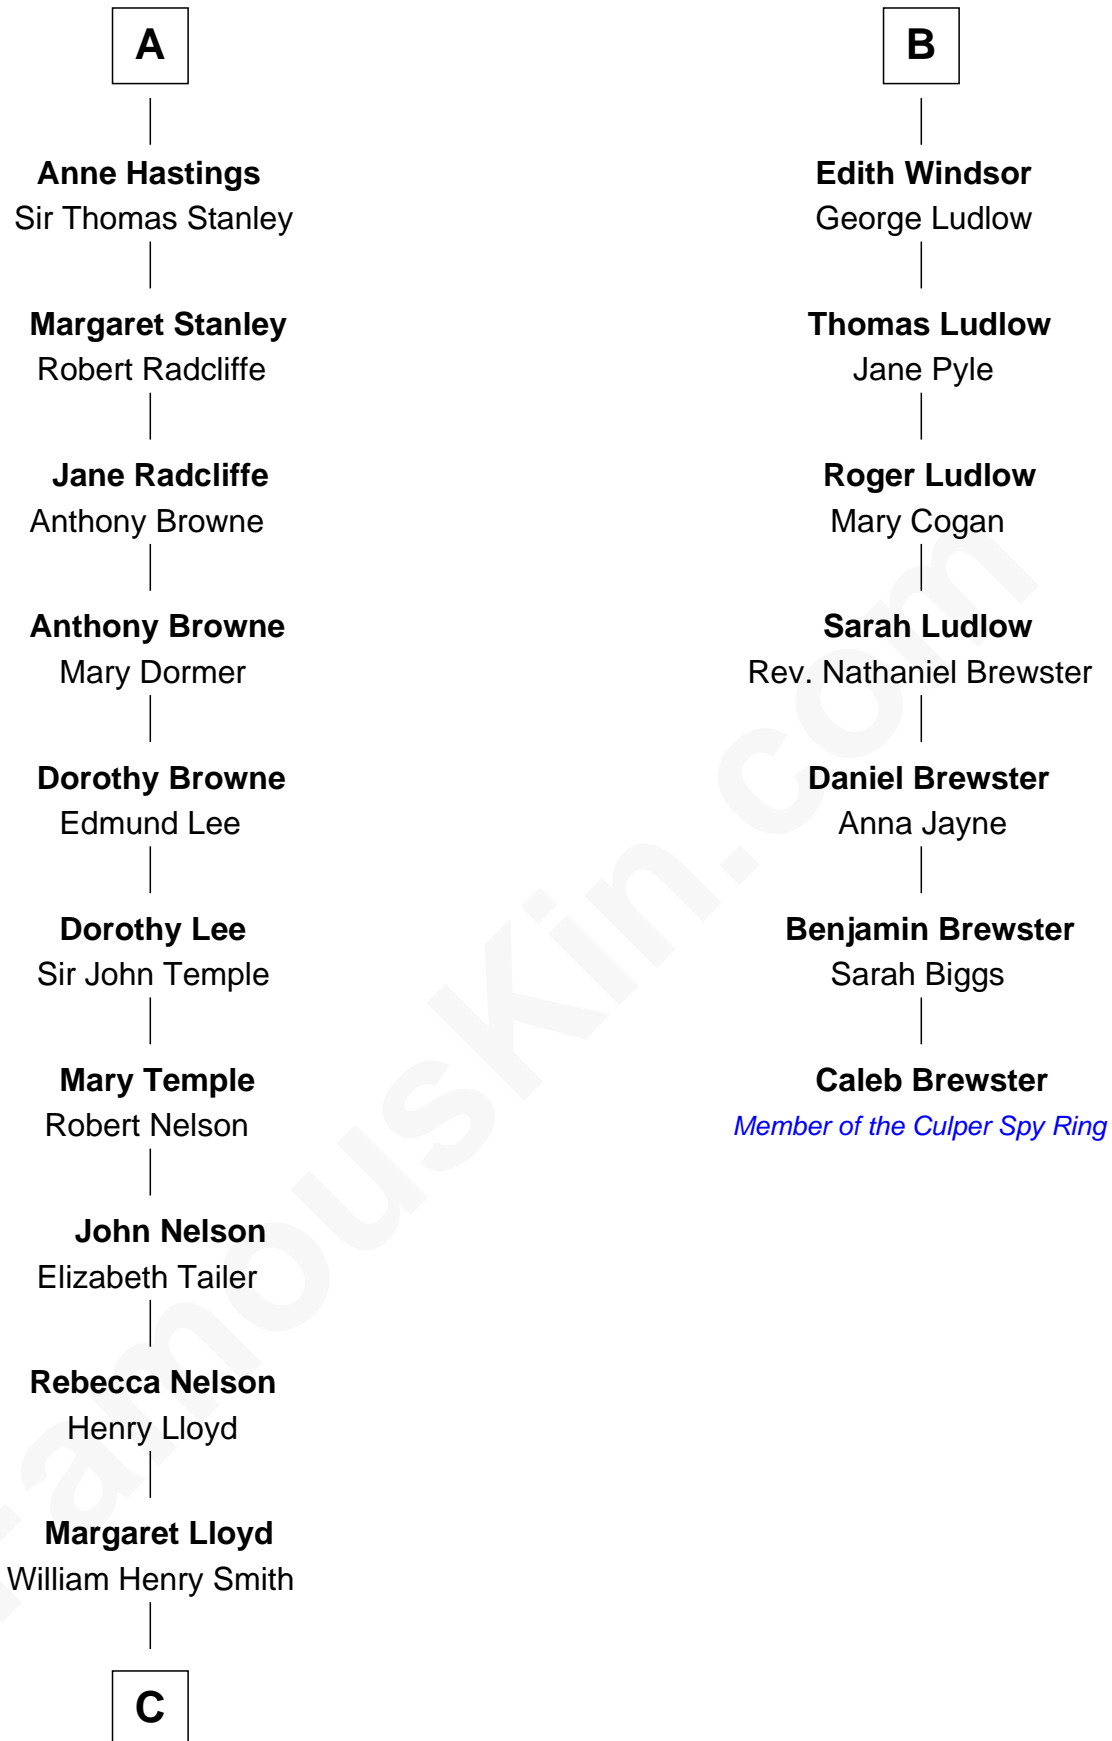 A
Anne Hastings
Sir Thomas Stanley
Margaret Stanley
Robert Radcliffe
Jane Radcliffe
Anthony Browne
Anthony Browne
Mary Dormer
Dorothy Browne
Edmund Lee
Dorothy Lee
Sir John Temple
Mary Temple
Robert Nelson
John Nelson
Elizabeth Tailer
Rebecca Nelson
Henry Lloyd
Margaret Lloyd
William Henry Smith
C
B
Edith Windsor
George Ludlow
Thomas Ludlow
Jane Pyle
Roger Ludlow
Mary Cogan
Sarah Ludlow
Rev. Nathaniel Brewster
Daniel Brewster
Anna Jayne
Benjamin Brewster
Sarah Biggs
Caleb Brewster
Member of the Culper Spy Ring
FamousKin.com